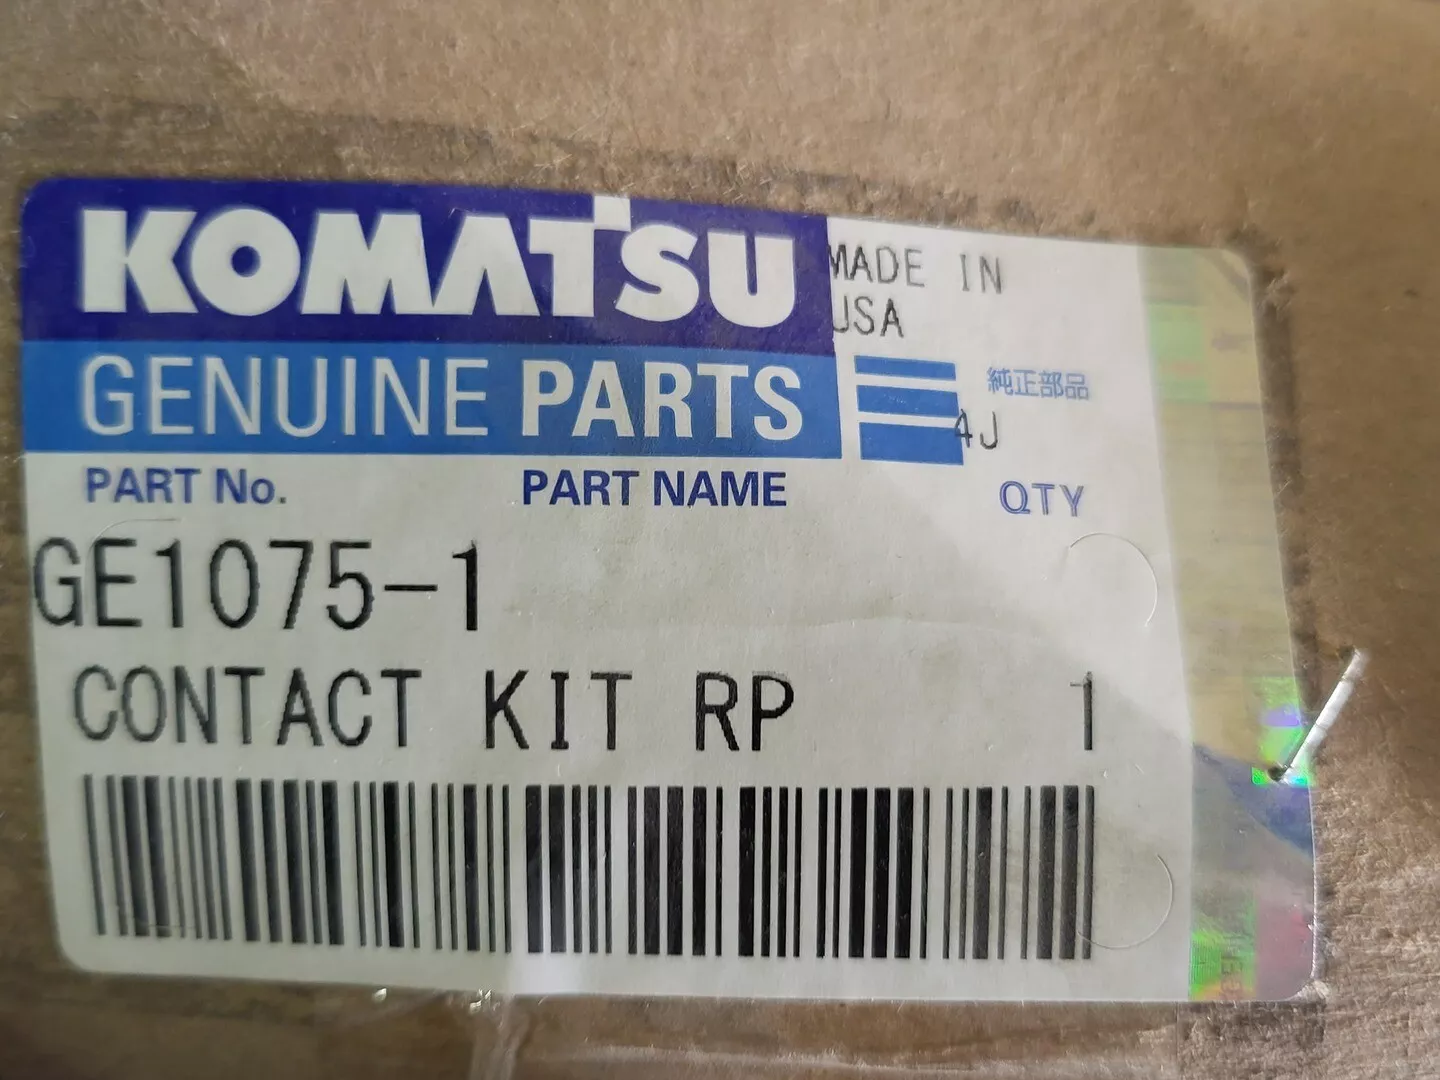 KOMATSU
MADE IN
USA
GENUINE PARTS
純正部品
4J
PART No. PART NAME QTY
GE1075-1
CONTACT KIT RP 1